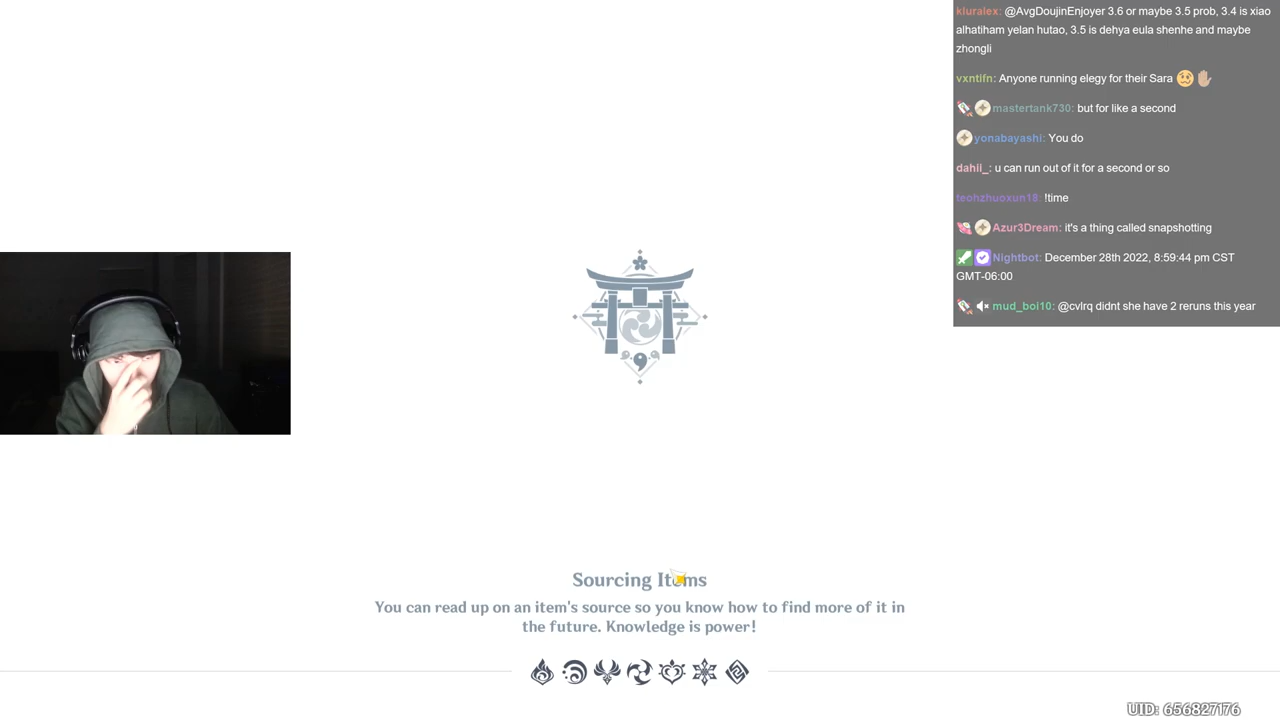 kluralex: @AvgDoujinEnjoyer 3.6 or maybe 3.5 prob, 3.4 is xiao
alhatiham yelan hutao, 3.5 is dehya eula shenhe and maybe
zhongli
vxntifn: Anyone running elegy for their Sara
mastertank730: but for like a second
yonabayashi: You do
dahii_: u can run out of it for a second or so
teohzhuoxun18: !time
Azur3Dream: it's a thing called snapshotting
Nightbot: December 28th 2022, 8:59:44 pm CST
GMT-06:00
mud_boi10: @cvlrq didnt she have 2 reruns this year
Sourcing Items
You can read up on an item's source so you know how to find more of it in
the future. Knowledge is power!
UID: 656827176